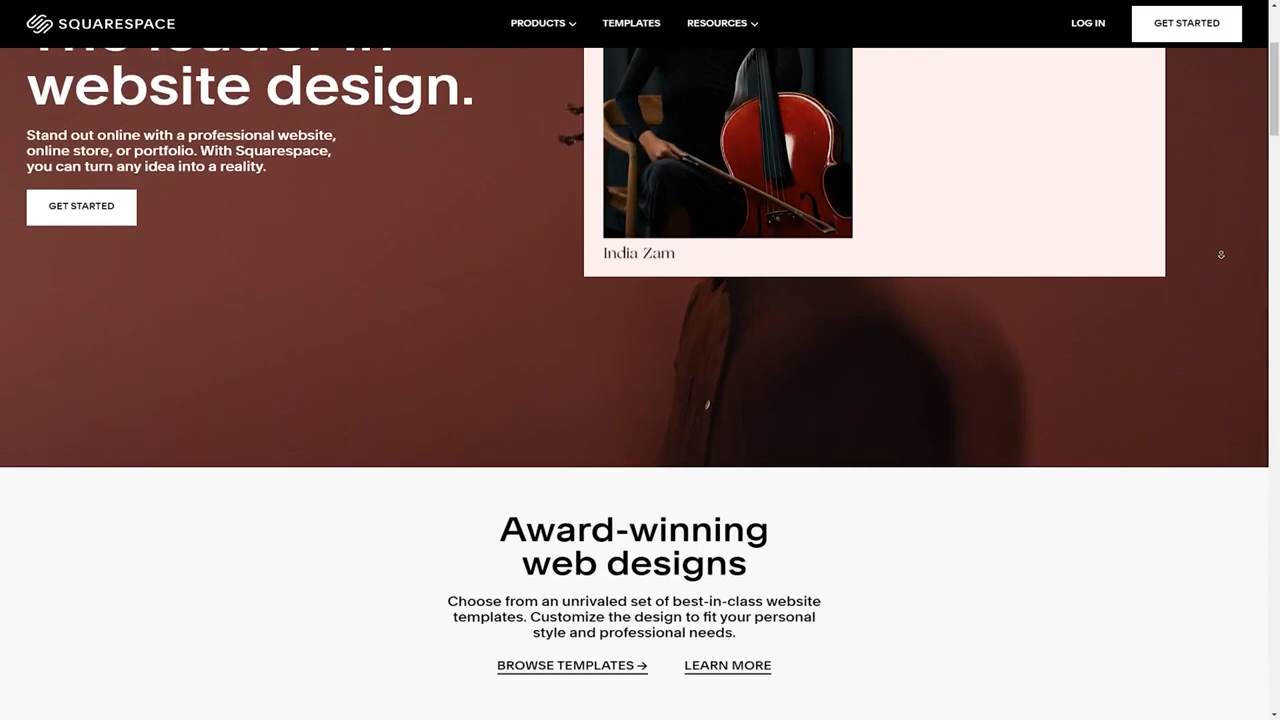 SQUARESPACE
PRODUCTS
TEMPLATES
RESOURCES
LOG IN
GET STARTED
The leader in
website design.
Stand out online with a professional website,
online store, or portfolio. With Squarespace,
you can turn any idea into a reality.
GET STARTED
India Zam
Award-winning
web designs
Choose from an unrivaled set of best-in-class website
templates. Customize the design to fit your personal
style and professional needs.
BROWSE TEMPLATES →
LEARN MORE